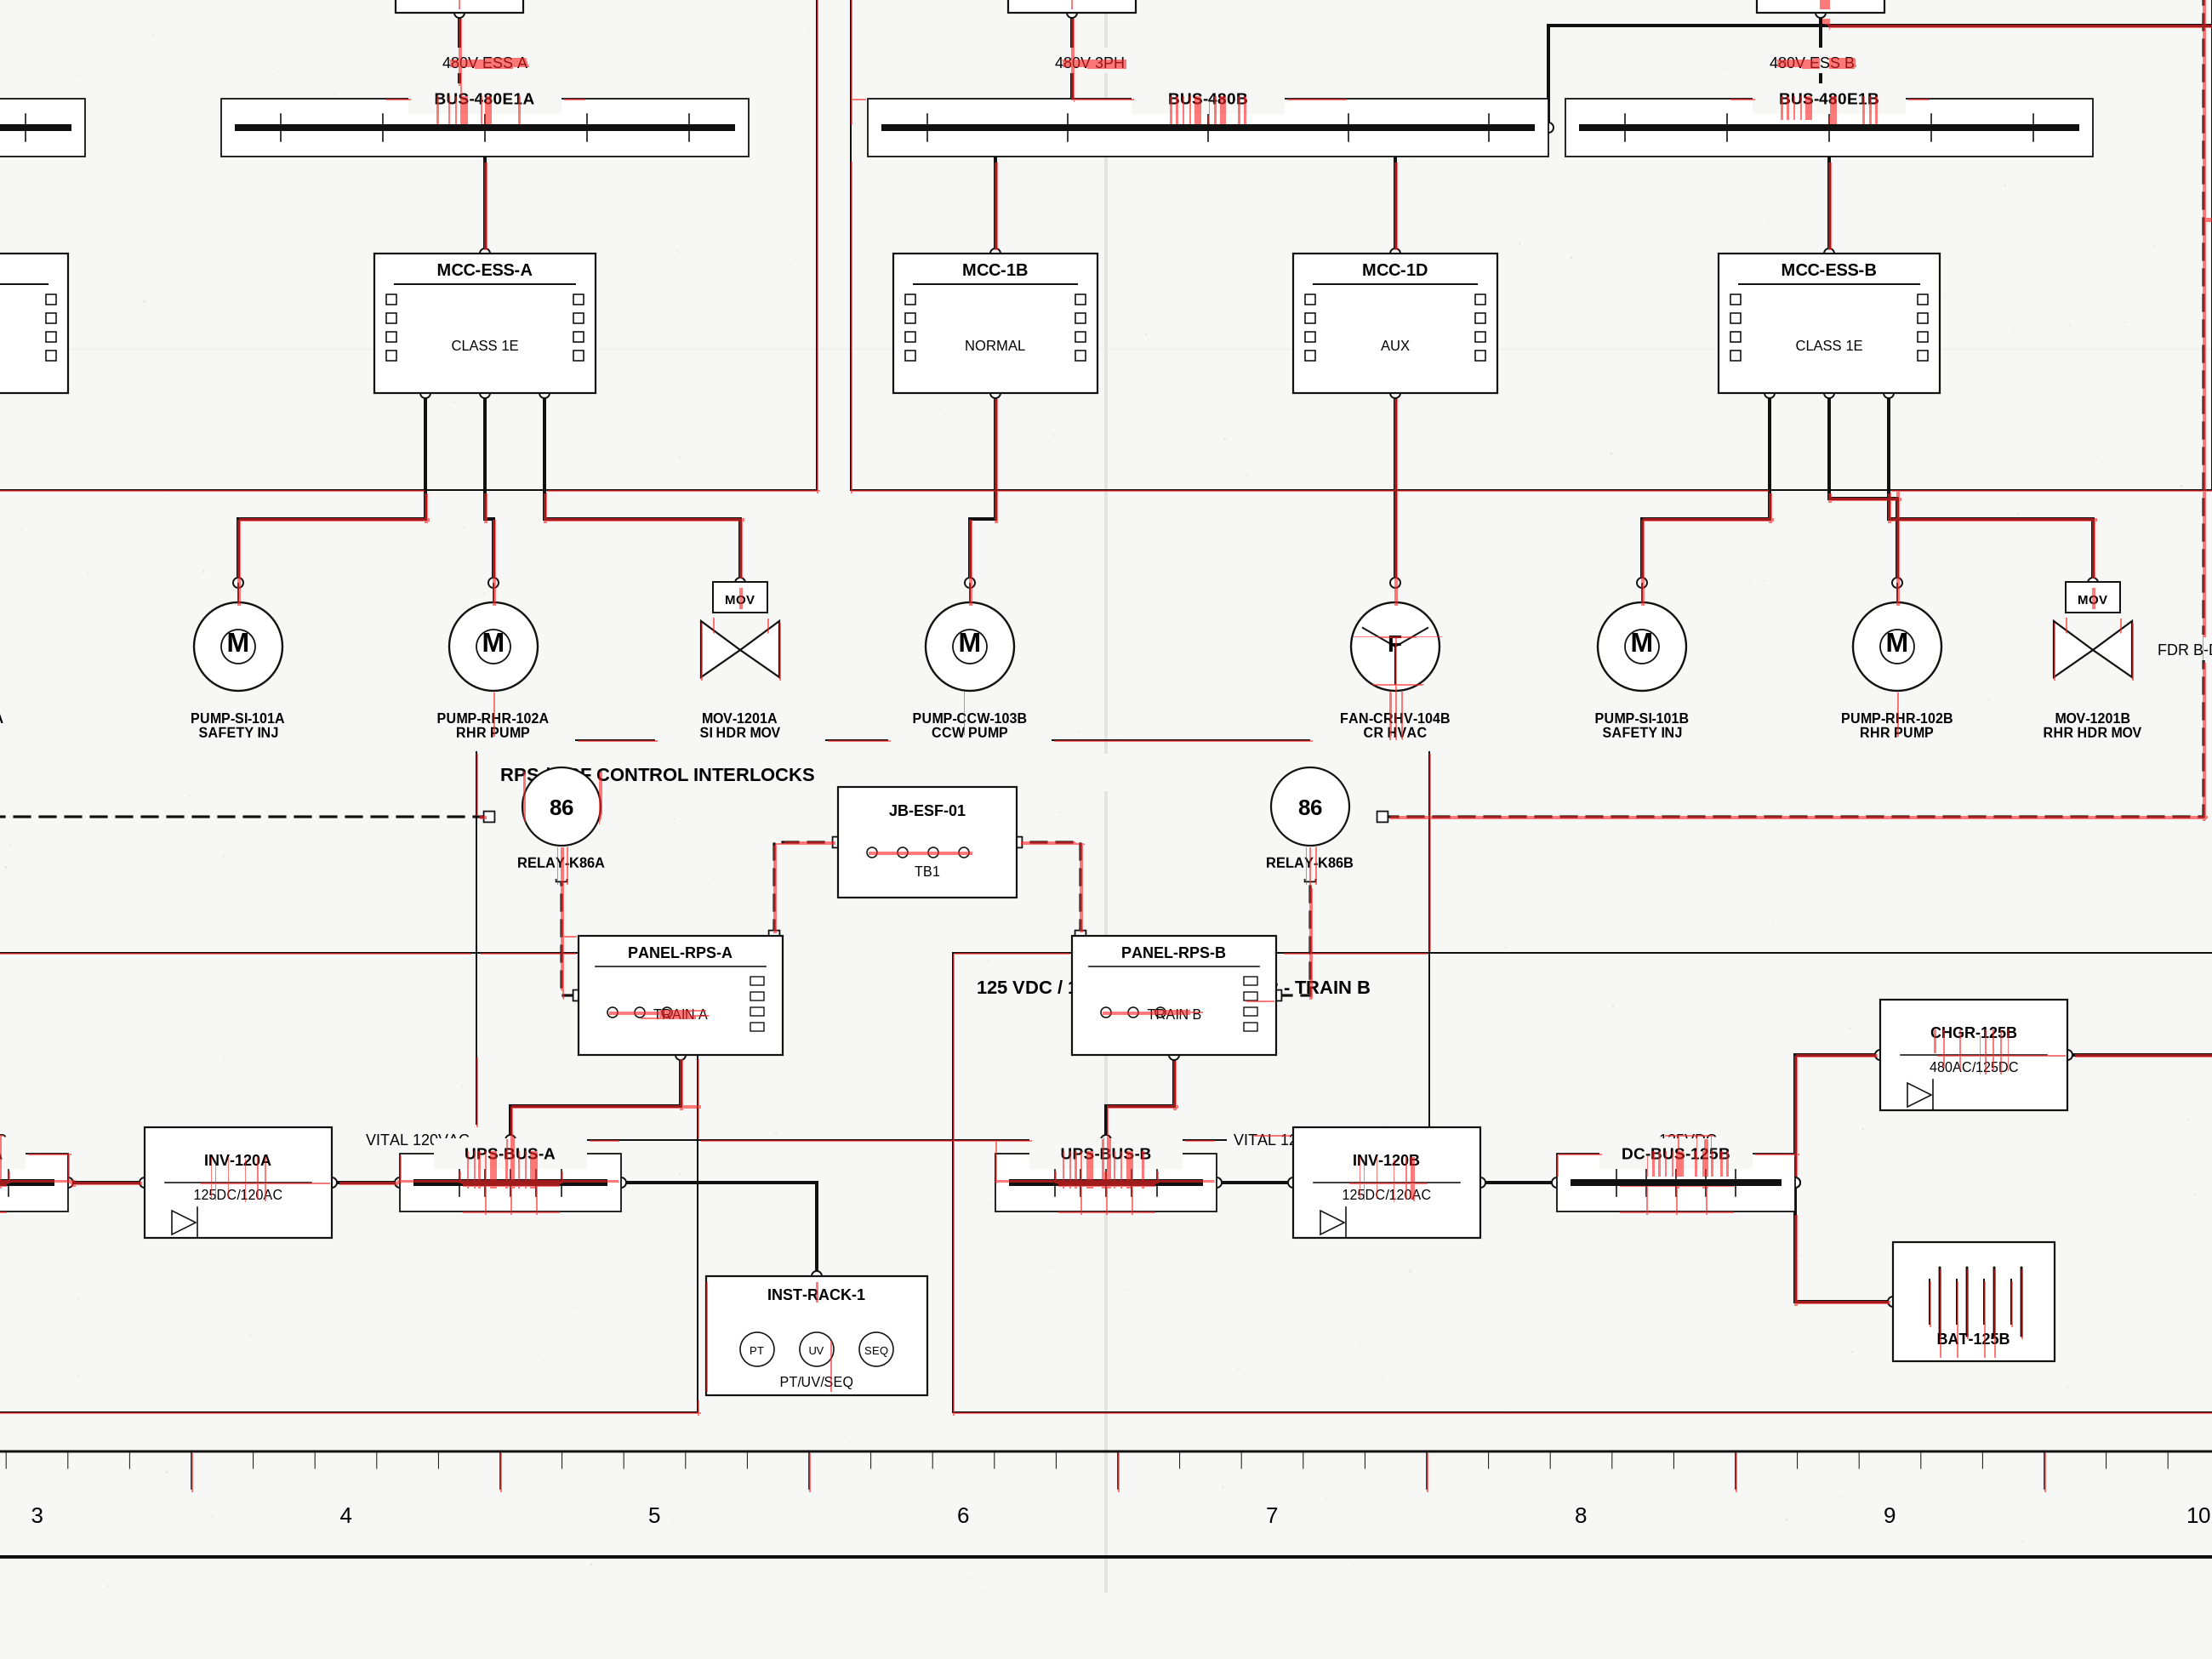 480V ESS A
480V 3PH
480V ESS B
BUS-480E1A
BUS-480B
BUS-480E1B
MCC-ESS-A
CLASS 1E
MCC-1B
NORMAL
MCC-1D
AUX
MCC-ESS-B
CLASS 1E
M
PUMP-SI-101A
SAFETY INJ
M
PUMP-RHR-102A
RHR PUMP
MOV
MOV-1201A
SI HDR MOV
M
PUMP-CCW-103B
CCW PUMP
F
FAN-CRHV-104B
CR HVAC
M
PUMP-SI-101B
SAFETY INJ
M
PUMP-RHR-102B
RHR PUMP
MOV
MOV-1201B
RHR HDR MOV
FDR
CONTROL INTERLOCKS
86
RELAY-K86A
JB-ESF-01
TB1
86
RELAY-K86B
PANEL-RPS-A
TRAIN A
PANEL-RPS-B
TRAIN B
125 VDC /
- TRAIN B
CHGR-125B
480AC/125DC
VITAL 120VAC
VITAL
125VDC
INV-120A
125DC/120AC
UPS-BUS-A
UPS-BUS-B
INV-120B
125DC/120AC
DC-BUS-125B
BAT-125B
INST-RACK-1
PT
UV
SEQ
PT/UV/SEQ
3 4 5 6 7 8 9 10